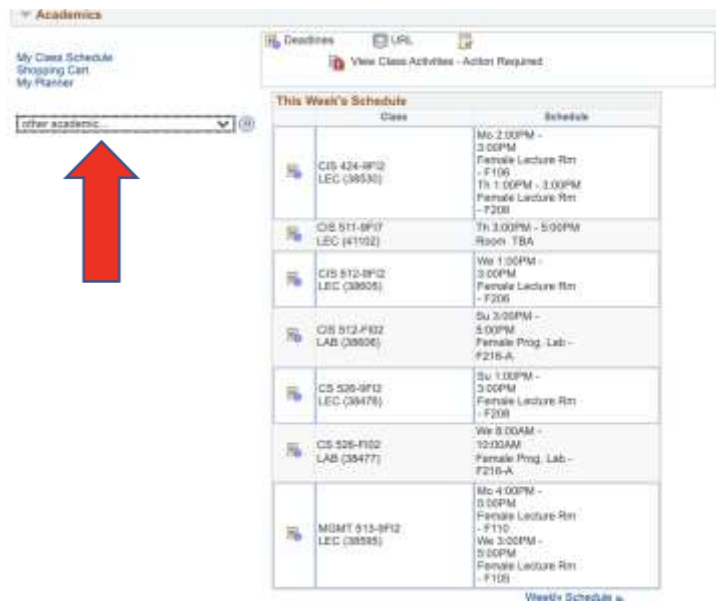 Academics
My Class Schedule
Shopping Cart
My Planner
other academic...
Deadlines URL
View Class Activities - Action Required
This Week's Schedule
Class Schedule
CIS 424-9FI2
LEC (38530)
Mo 2:00PM -
3:00PM
Female Lecture Rm
- F106
Th 1:00PM - 3:00PM
Female Lecture Rm
- F208
CIS 511-9FI7
LEC (41102)
Th 3:00PM - 5:00PM
Room TBA
CIS 512-9FI2
LEC (38605)
We 1:00PM -
3:00PM
Female Lecture Rm
- F206
CIS 512-FI02
LAB (38606)
Su 3:00PM -
5:00PM
Female Prog. Lab -
F216-A
CS 526-9FI2
LEC (38476)
Su 1:00PM -
3:00PM
Female Lecture Rm
- F208
CS 526-FI02
LAB (38477)
We 8:00AM -
10:00AM
Female Prog. Lab -
F216-A
MGMT 513-9FI2
LEC (38595)
Mo 4:00PM -
5:00PM
Female Lecture Rm
- F110
We 3:00PM -
5:00PM
Female Lecture Rm
- F105
Weekly Schedule